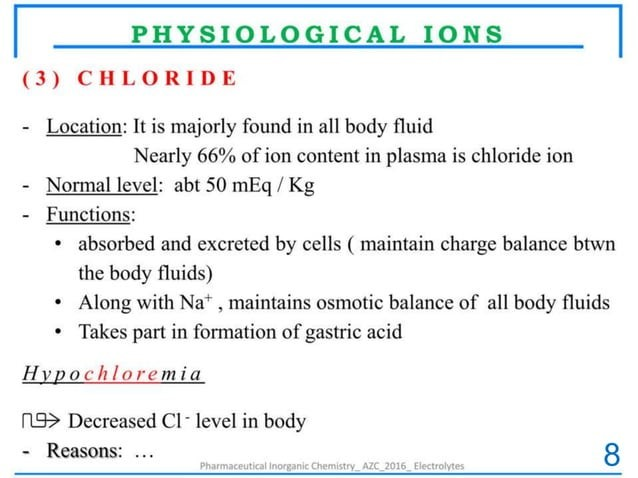 PHYSIOLOGICAL IONS
(3) CHLORIDE
- Location: It is majorly found in all body fluid
Nearly 66% of ion content in plasma is chloride ion
- Normal level: abt 50 mEq / Kg
- Functions:
• absorbed and excreted by cells ( maintain charge balance btwn
the body fluids)
• Along with Na⁺ , maintains osmotic balance of all body fluids
• Takes part in formation of gastric acid
Hypochloremia
Decreased Cl⁻ level in body
- Reasons: …
Pharmaceutical Inorganic Chemistry_ AZC_2016_ Electrolytes
8